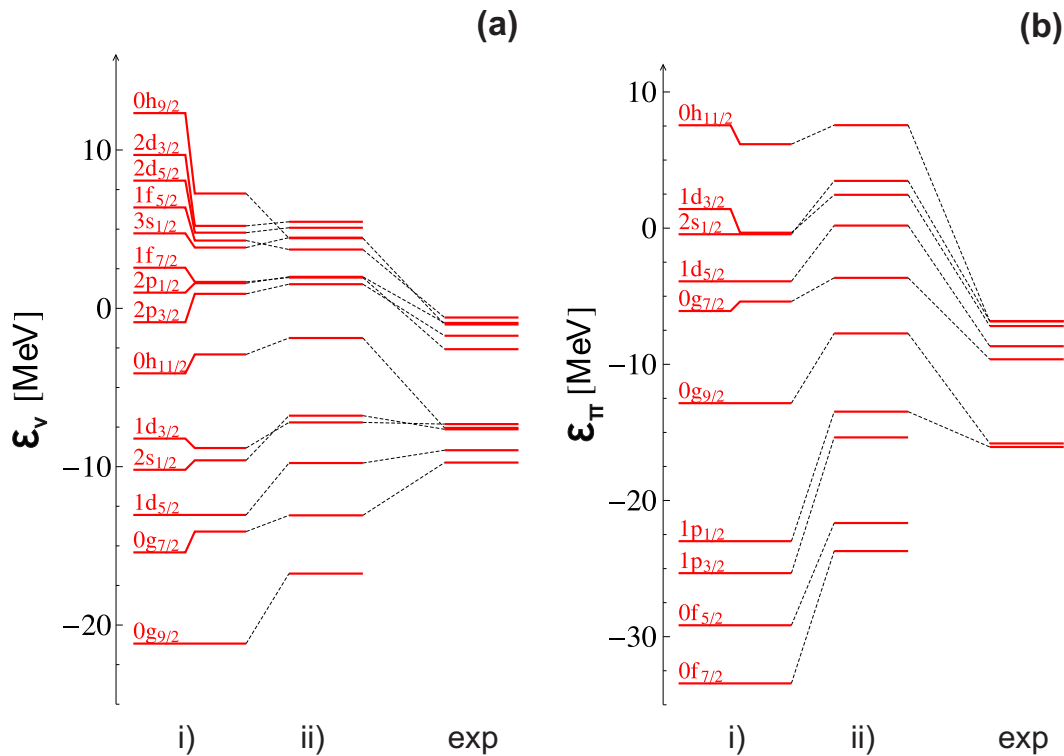 (a)
0h9/2
2d3/2
2d5/2
1f5/2
3s1/2
1f7/2
2p1/2
2p3/2
0h11/2
1d3/2
2s1/2
1d5/2
0g7/2
0g9/2
10
0
−10
−20
εν [MeV]
i) ii) exp
(b)
0h11/2
1d3/2
2s1/2
1d5/2
0g7/2
0g9/2
1p1/2
1p3/2
0f5/2
0f7/2
10
0
−10
−20
−30
επ [MeV]
i) ii) exp